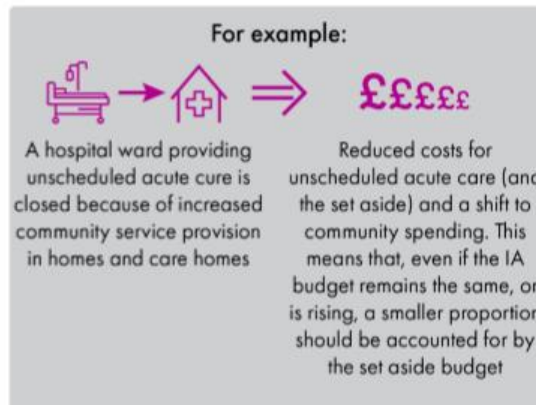 For example:
£££££
A hospital ward providing
unscheduled acute cure is
closed because of increased
community service provision
in homes and care homes
Reduced costs for
unscheduled acute care (and
the set aside) and a shift to
community spending. This
means that, even if the IA
budget remains the same, or
is rising, a smaller proportion
should be accounted for by
the set aside budget